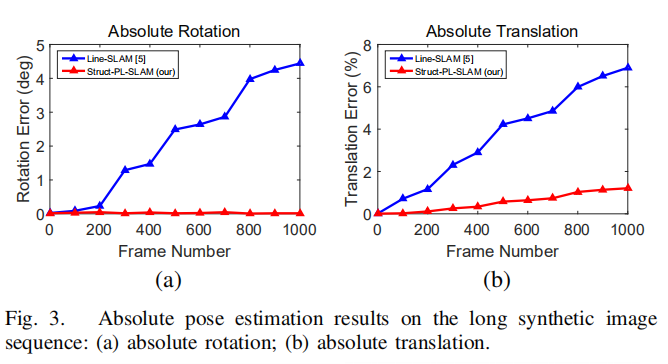 Absolute Rotation
Absolute Translation
5
4
3
2
1
0
Rotation Error (deg)
Line-SLAM [5]
Struct-PL-SLAM (our)
0 200 400 600 800 1000
Frame Number
(a)
8
6
4
2
0
Translation Error (%)
Line-SLAM [5]
Struct-PL-SLAM (our)
0 200 400 600 800 1000
Frame Number
(b)
Fig. 3. Absolute pose estimation results on the long synthetic image
sequence: (a) absolute rotation; (b) absolute translation.